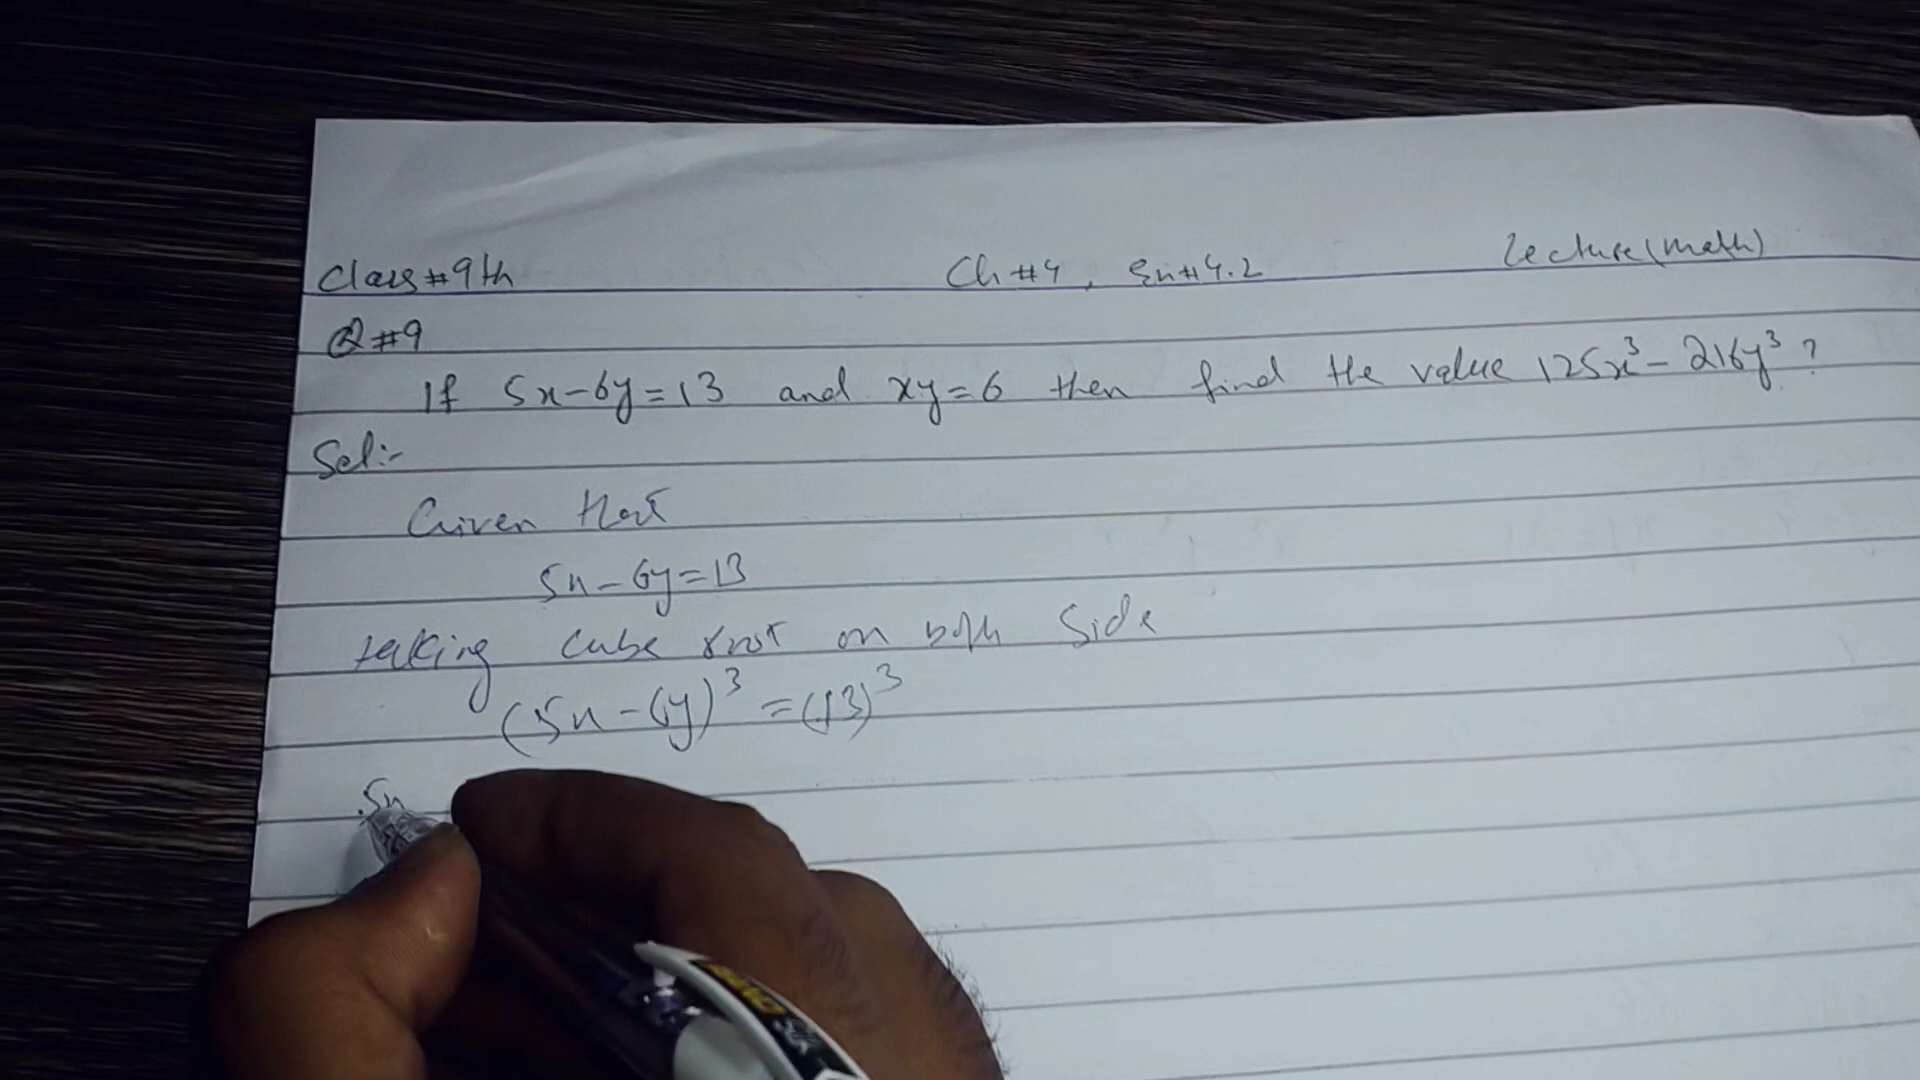 Class#9th Ch#4, Ex#4.2 Lecture(math)
Q#9
If 5x-6y=13 and xy=6 then find the value 125x³-216y³?
Sol:-
Given that
5x-6y=13
taking cube root on both side
(5x-6y)³=(13)³
5x